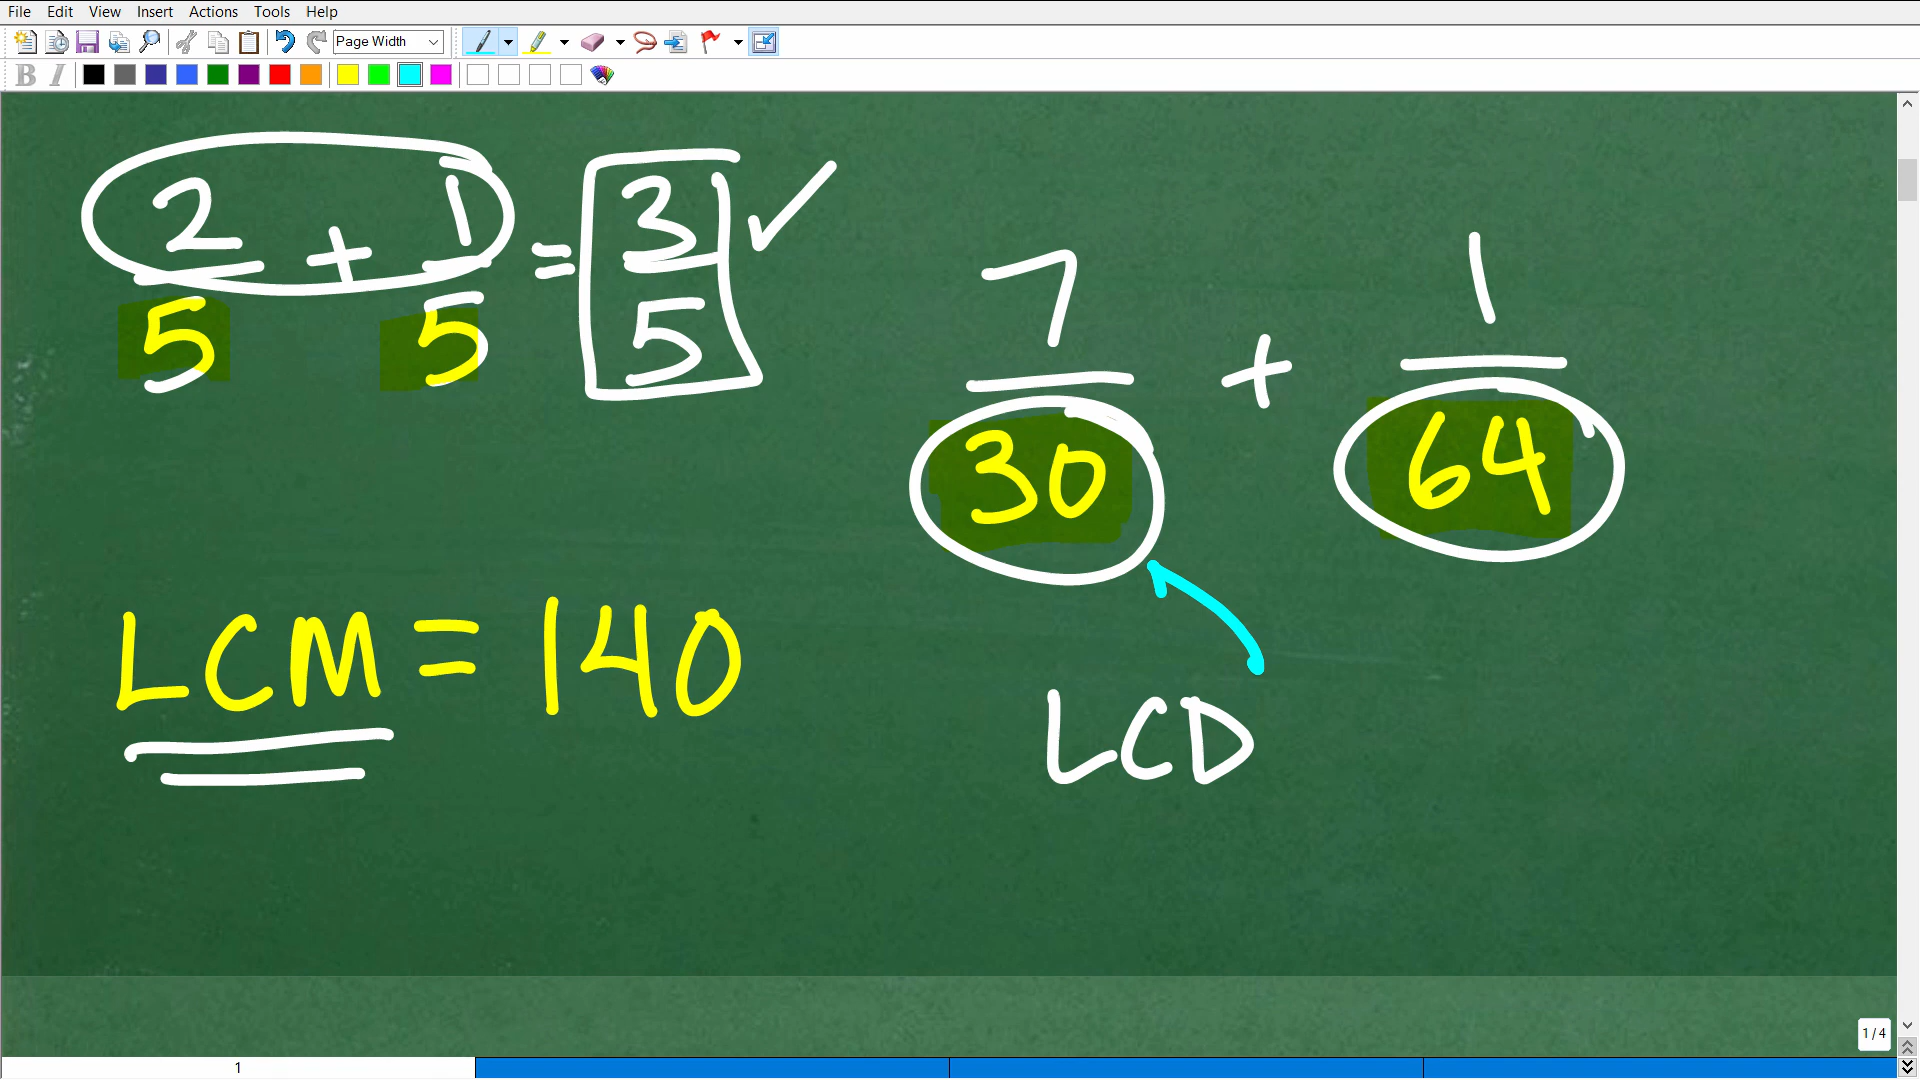 File Edit View Insert Actions Tools Help
Page Width
B I
2/5 + 1/5 = 3/5 ✓
7/30 + 1/64
LCM = 140
LCD
1 / 4
1